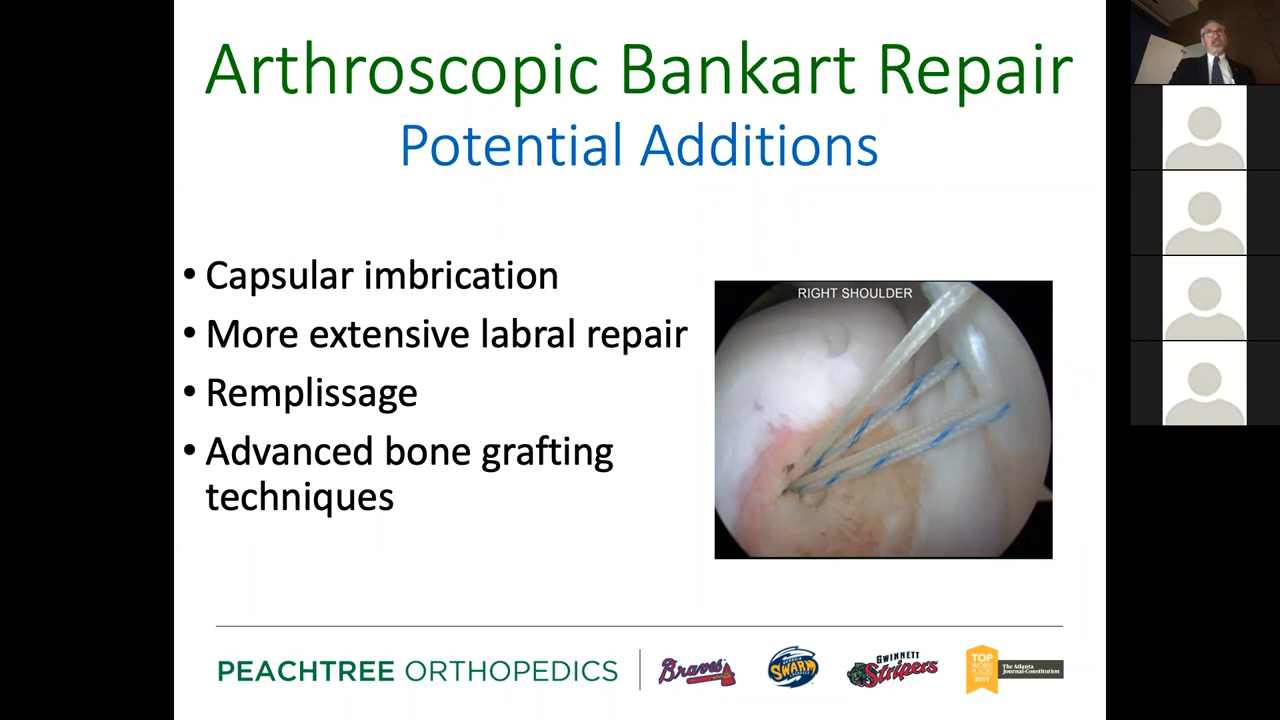 Arthroscopic Bankart Repair
Potential Additions
• Capsular imbrication
• More extensive labral repair
• Remplissage
• Advanced bone grafting
techniques
RIGHT SHOULDER
PEACHTREE ORTHOPEDICS
Braves
SWARM
GWINNETT
Stripers
TOP
WORK
PLACES
2019
The Atlanta
Journal-Constitution